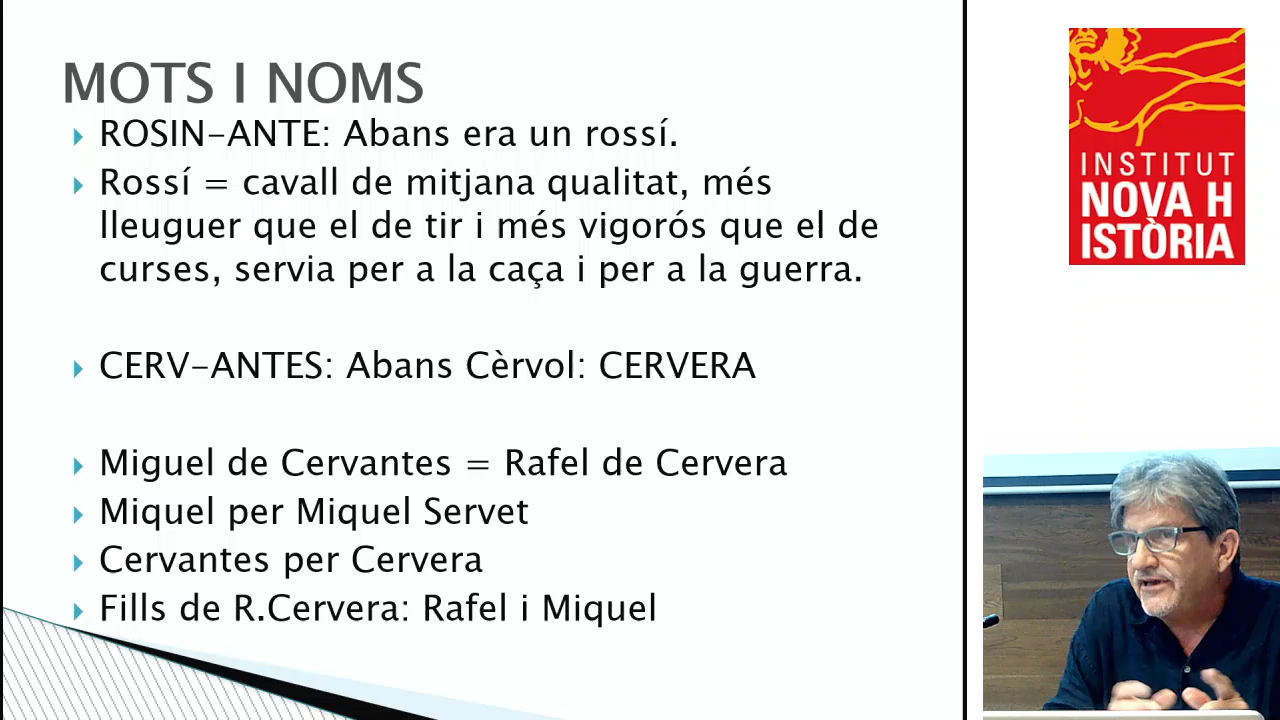 MOTS I NOMS
ROSIN-ANTE: Abans era un rossí.
Rossí = cavall de mitjana qualitat, més
lleuguer que el de tir i més vigorós que el de
curses, servia per a la caça i per a la guerra.
CERV-ANTES: Abans Cèrvol: CERVERA
Miguel de Cervantes = Rafel de Cervera
Miquel per Miquel Servet
Cervantes per Cervera
Fills de R.Cervera: Rafel i Miquel
INSTITUT
NOVA H
ISTÒRIA